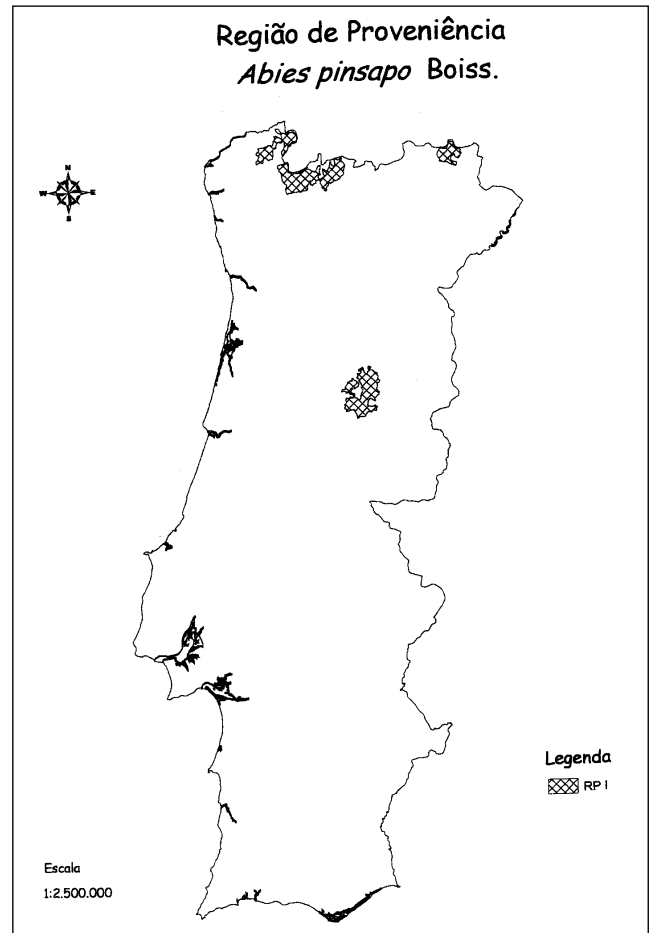 Região de Proveniência
Abies pinsapo Boiss.
N
W E
S
Legenda
RP I
Escala
1:2.500.000